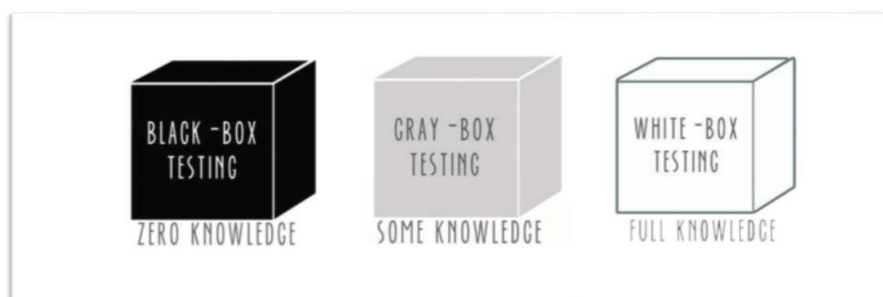 BLACK -BOX
TESTING
ZERO KNOWLEDGE
GRAY -BOX
TESTING
SOME KNOWLEDGE
WHITE -BOX
TESTING
FULL KNOWLEDGE